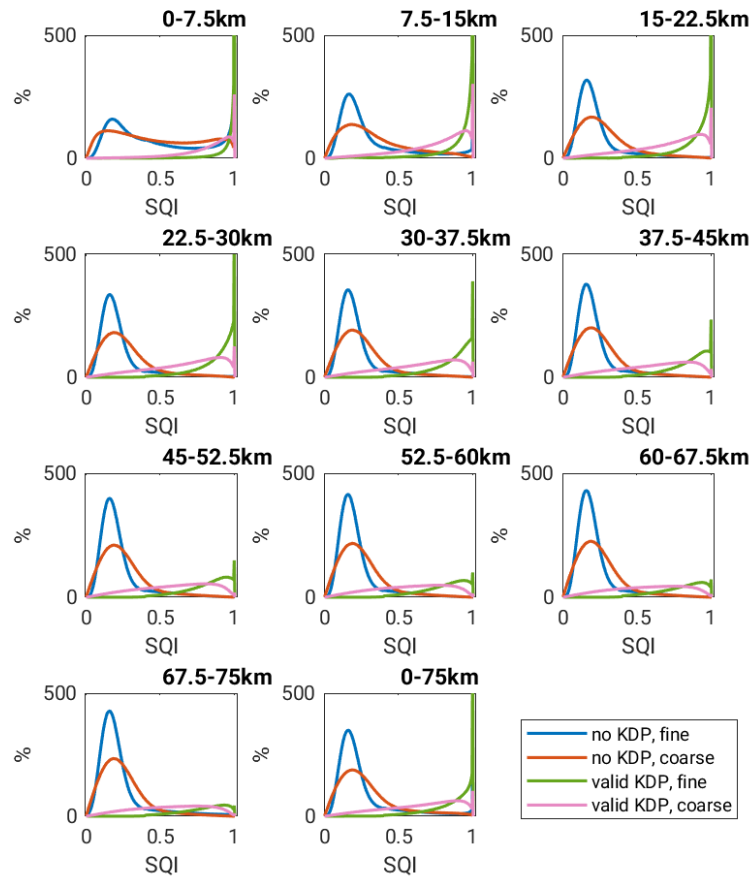 0-7.5km 7.5-15km 15-22.5km
500 500 500
% % %
0 0 0
0 0.5 1 0 0.5 1 0 0.5 1
SQI SQI SQI
22.5-30km 30-37.5km 37.5-45km
500 500 500
% % %
0 0 0
0 0.5 1 0 0.5 1 0 0.5 1
SQI SQI SQI
45-52.5km 52.5-60km 60-67.5km
500 500 500
% % %
0 0 0
0 0.5 1 0 0.5 1 0 0.5 1
SQI SQI SQI
67.5-75km 0-75km
500 500
% %
0 0
0 0.5 1 0 0.5 1
SQI SQI
no KDP, fine
no KDP, coarse
valid KDP, fine
valid KDP, coarse